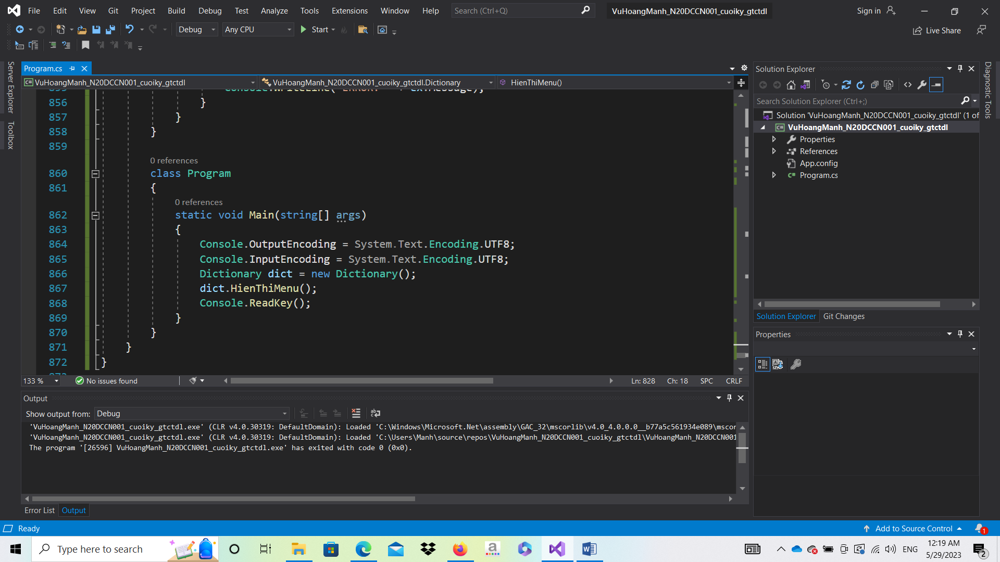 File Edit View Git Project Build Debug Test Analyze Tools Extensions Window Help Search (Ctrl+Q) VuHoangManh_N20DCCN001_cuoiky_gtctdl Sign in
Debug Any CPU Start Live Share
Server Explorer
Toolbox
Program.cs
VuHoangManh_N20DCCN001_cuoiky_gtctdl VuHoangManh_N20DCCN001_cuoiky_gtctdl.Dictionary HienThiMenu()
856 }
857 }
858 }
859
0 references
860 class Program
861 {
0 references
862 static void Main(string[] args)
863 {
864 Console.OutputEncoding = System.Text.Encoding.UTF8;
865 Console.InputEncoding = System.Text.Encoding.UTF8;
866 Dictionary dict = new Dictionary();
867 dict.HienThiMenu();
868 Console.ReadKey();
869 }
870 }
871 }
872 }
133 % No issues found Ln: 828 Ch: 18 SPC CRLF
Output
Show output from: Debug
'VuHoangManh_N20DCCN001_cuoiky_gtctdl.exe' (CLR v4.0.30319: DefaultDomain): Loaded 'C:\Windows\Microsoft.Net\assembly\GAC_32\mscorlib\v4.0_4.0.0.0__b77a5c561934e089\mscor
'VuHoangManh_N20DCCN001_cuoiky_gtctdl.exe' (CLR v4.0.30319: DefaultDomain): Loaded 'C:\Users\Manh\source\repos\VuHoangManh_N20DCCN001_cuoiky_gtctdl\VuHoangManh_N20DCCN001
The program '[26596] VuHoangManh_N20DCCN001_cuoiky_gtctdl.exe' has exited with code 0 (0x0).
Error List Output
Solution Explorer
Search Solution Explorer (Ctrl+;)
Solution 'VuHoangManh_N20DCCN001_cuoiky_gtctdl' (1 of
VuHoangManh_N20DCCN001_cuoiky_gtctdl
Properties
References
App.config
Program.cs
Solution Explorer Git Changes
Properties
Diagnostic Tools
Ready Add to Source Control 1
Type here to search ENG 12:19 AM
5/29/2023 2